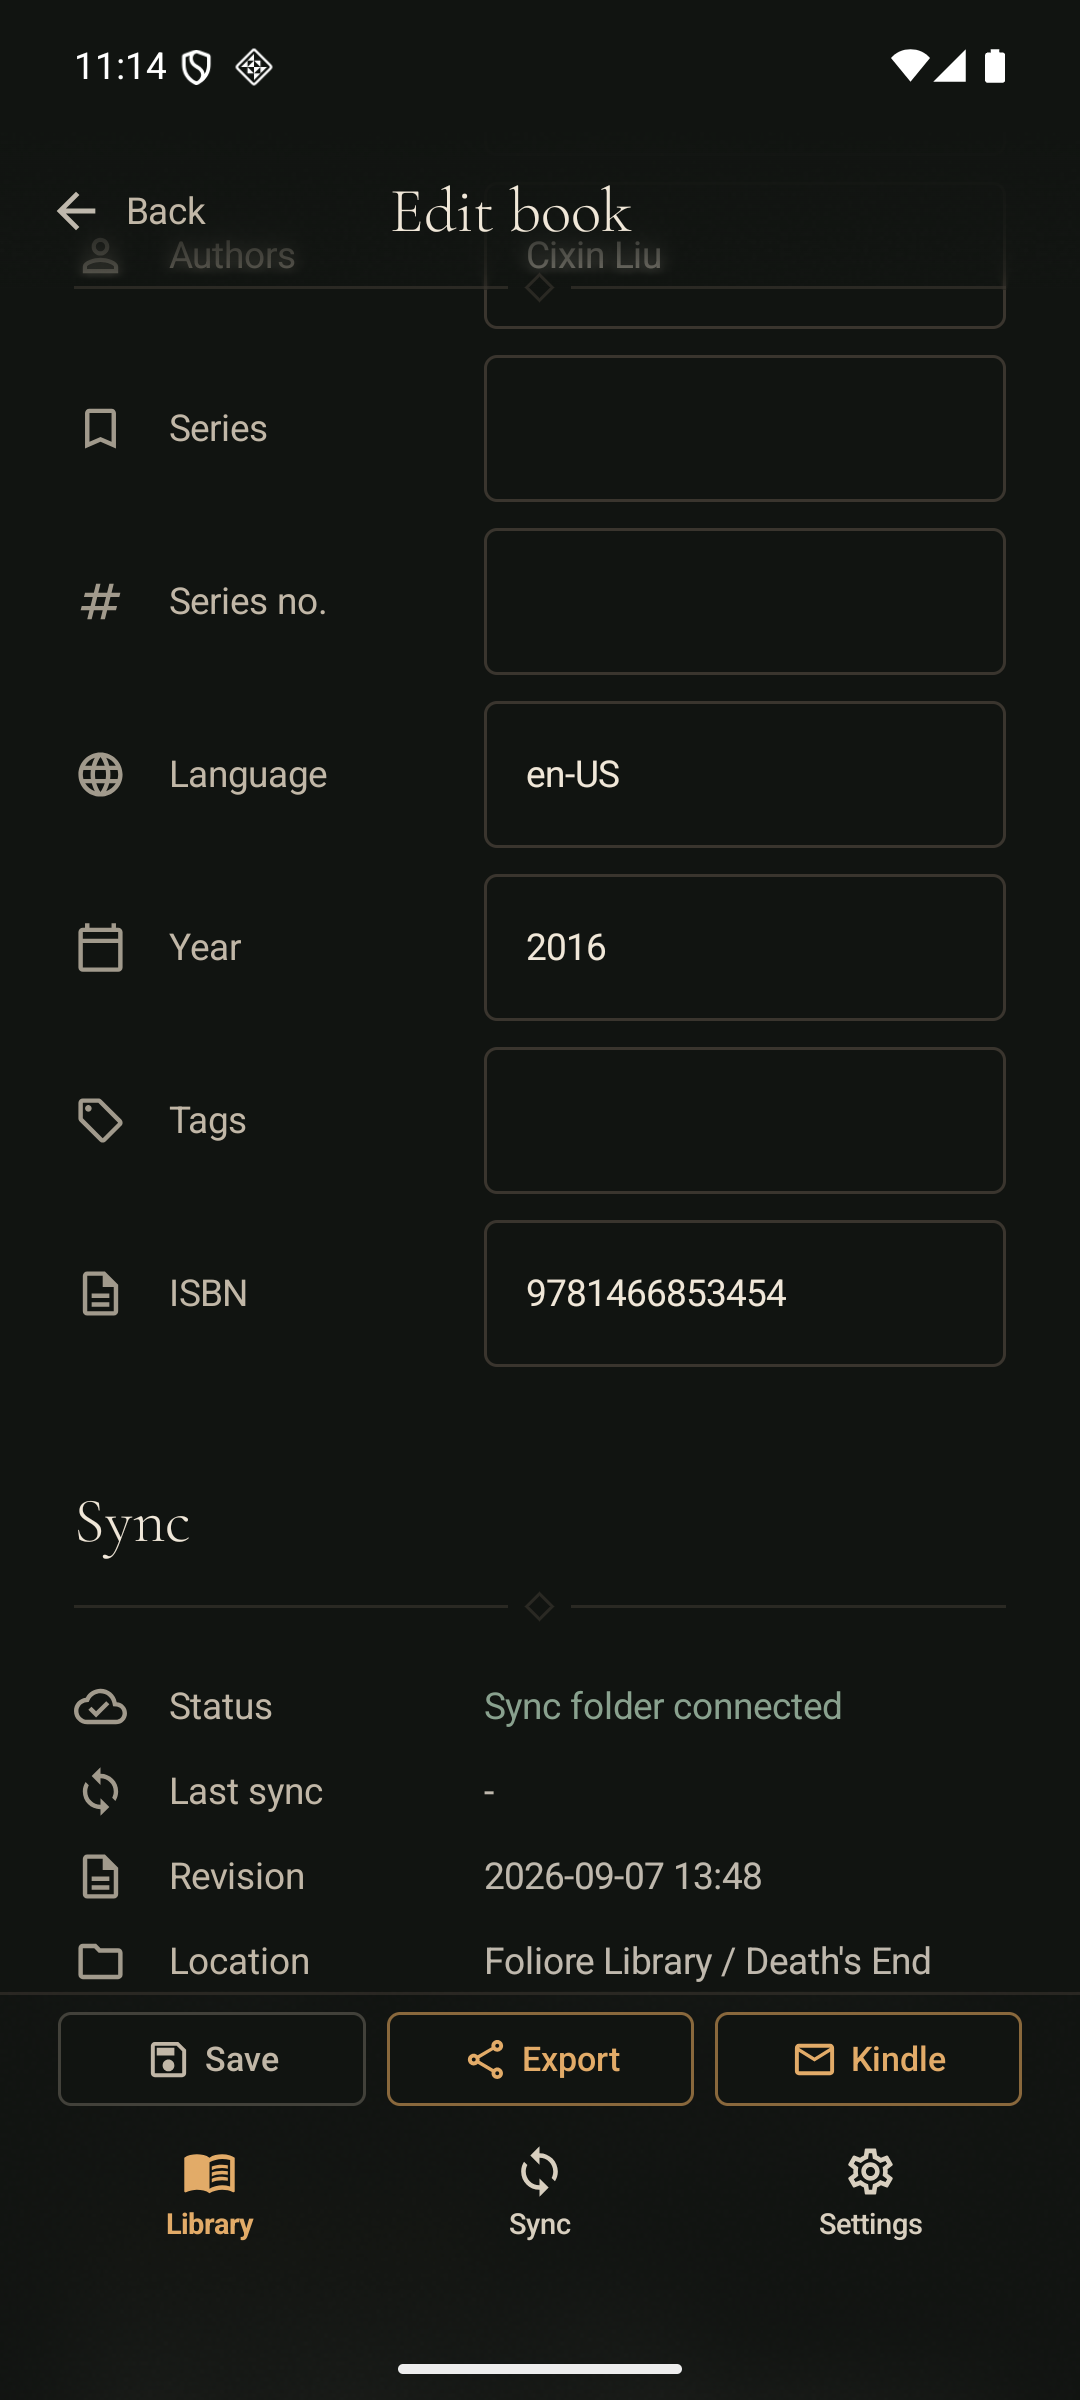 11:14
Back
Edit book
Authors
Cixin Liu
Series
Series no.
Language
en-US
Year
2016
Tags
ISBN
9781466853454
Sync
Status
Sync folder connected
Last sync
-
Revision
2026-09-07 13:48
Location
Foliore Library / Death's End
Save
Export
Kindle
Library
Sync
Settings